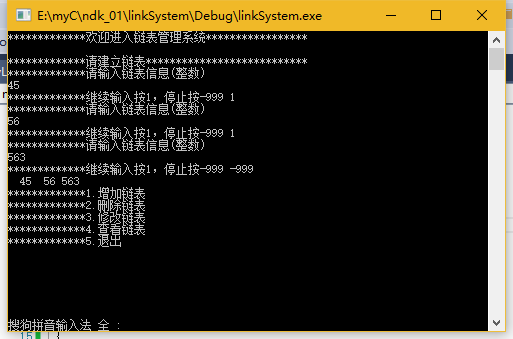 E:\myC\ndk_01\linkSystem\Debug\linkSystem.exe
*************欢迎进入链表管理系统*****************
*************请建立链表***************************
*************请输入链表信息(整数)
45
*************继续输入按1，停止按-999 1
*************请输入链表信息(整数)
56
*************继续输入按1，停止按-999 1
*************请输入链表信息(整数)
563
*************继续输入按1，停止按-999 -999
45 56 563
*************1.增加链表
*************2.删除链表
*************3.修改链表
*************4.查看链表
*************5.退出
搜狗拼音输入法 全 :